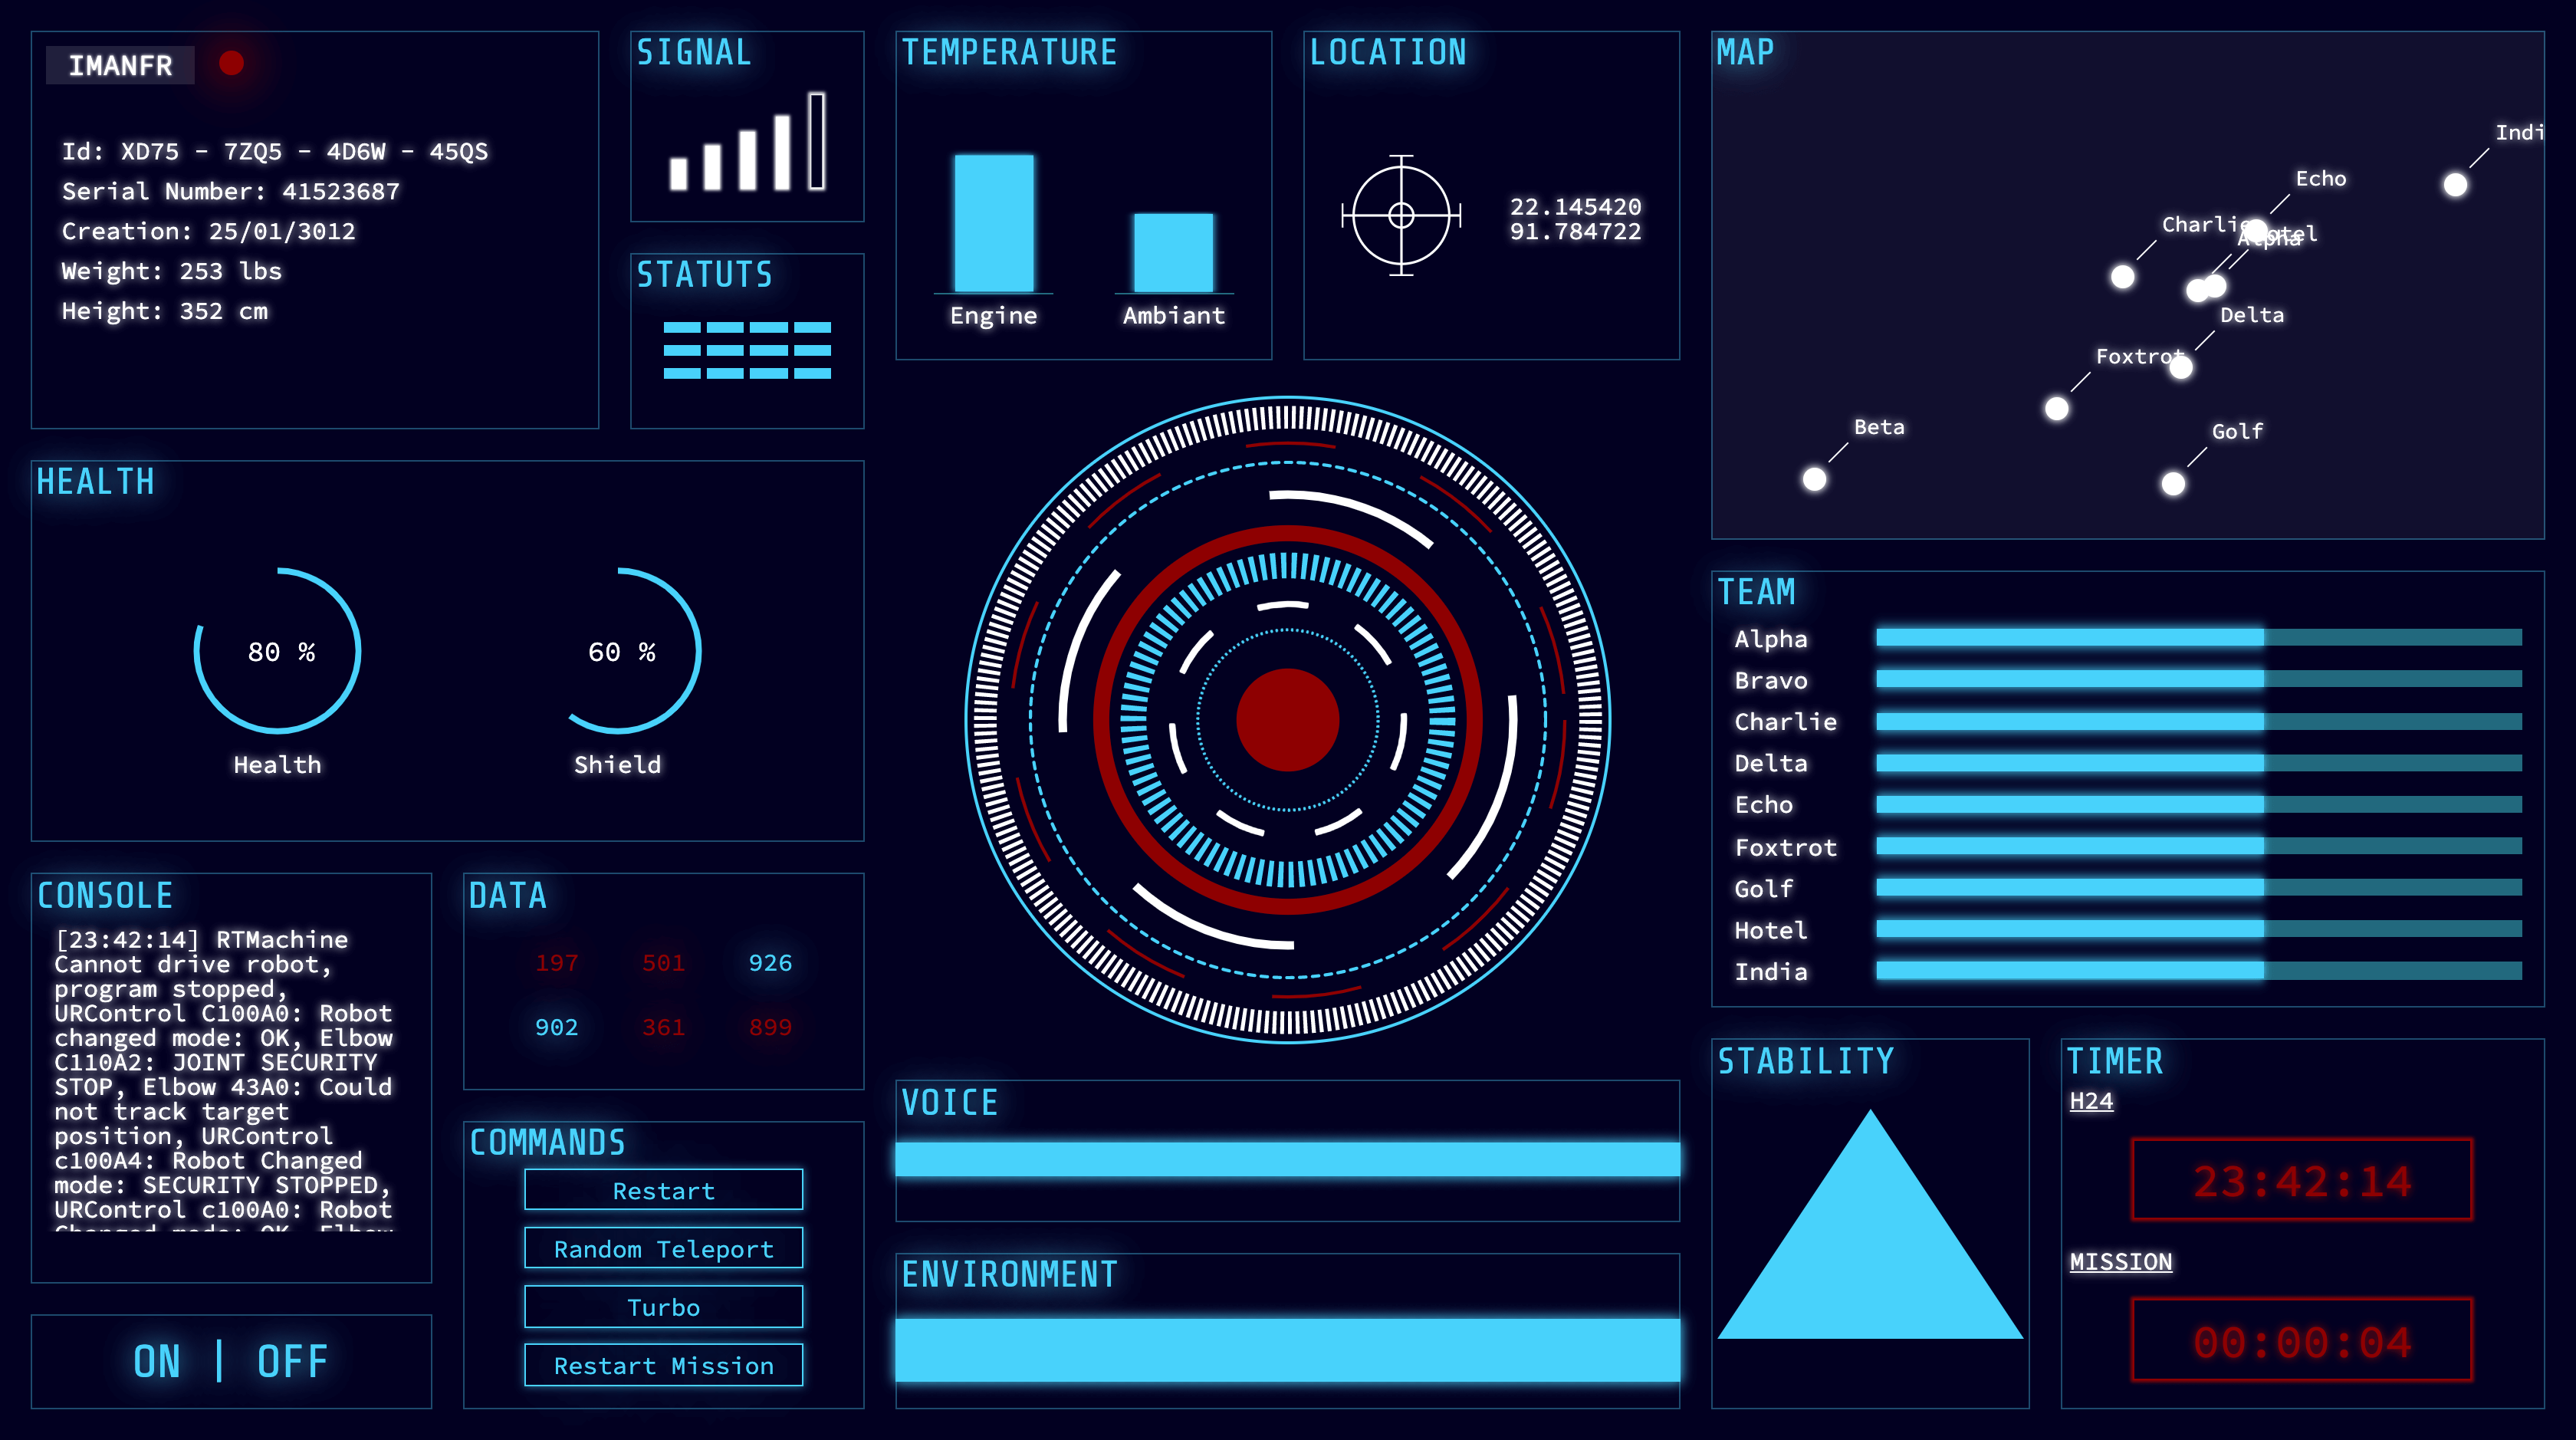 IMANFR
Id: XD75 - 7ZQ5 - 4D6W - 45QS
Serial Number: 41523687
Creation: 25/01/3012
Weight: 253 lbs
Height: 352 cm
SIGNAL
STATUTS
TEMPERATURE
Engine
Ambiant
LOCATION
22.145420
91.784722
MAP
Indi
Echo
Charlie
Alpha
Delta
Foxtrot
Beta
Golf
HEALTH
80 %
60 %
Health
Shield
TEAM
Alpha
Bravo
Charlie
Delta
Echo
Foxtrot
Golf
Hotel
India
CONSOLE
[23:42:14] RTMachine
Cannot drive robot,
program stopped,
URControl C100A0: Robot
changed mode: OK, Elbow
C110A2: JOINT SECURITY
STOP, Elbow 43A0: Could
not track target
position, URControl
c100A4: Robot Changed
mode: SECURITY STOPPED,
URControl c100A0: Robot
Changed mode: OK, Elbow
DATA
197 501 926
902 361 899
COMMANDS
Restart
Random Teleport
Turbo
Restart Mission
ON | OFF
VOICE
ENVIRONMENT
STABILITY
TIMER
H24
23:42:14
MISSION
00:00:04